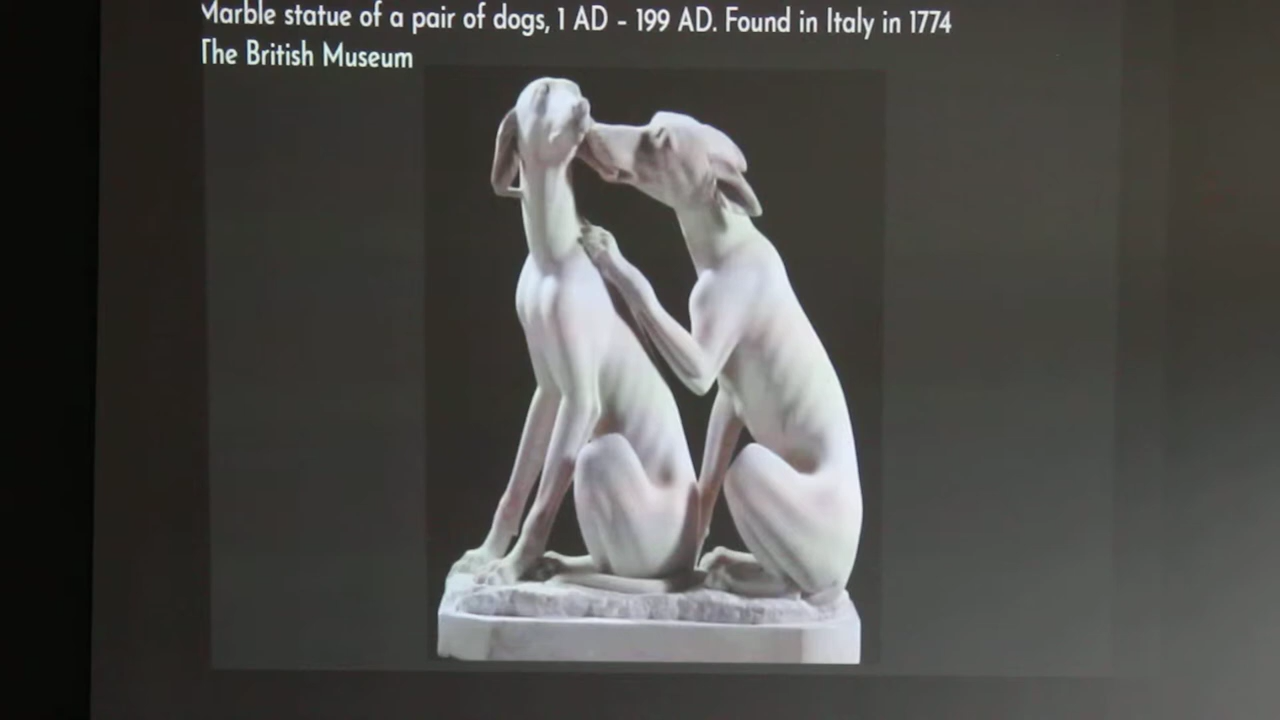 Marble statue of a pair of dogs, 1 AD – 199 AD. Found in Italy in 1774
The British Museum